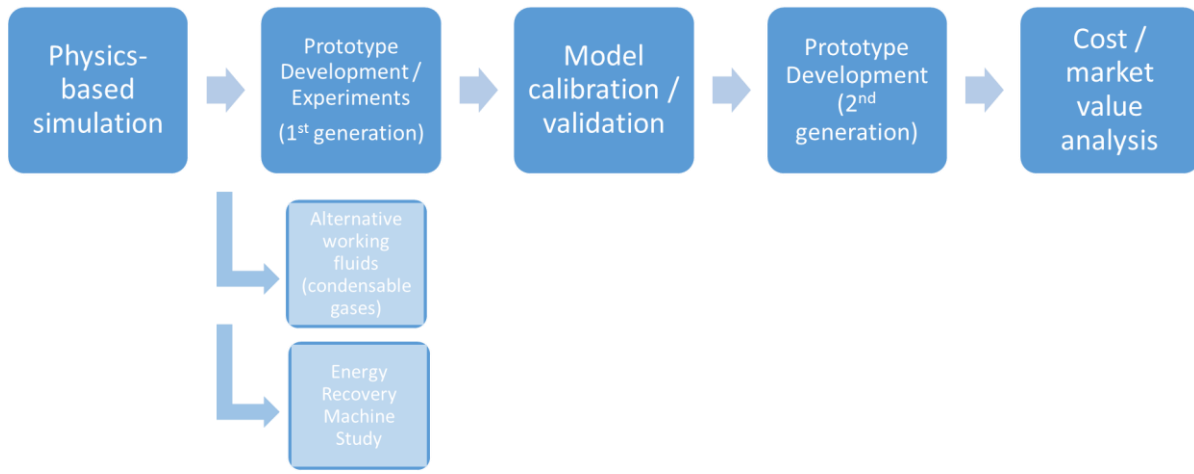 Physics-
based
simulation
Prototype
Development /
Experiments
(1st generation)
Model
calibration /
validation
Prototype
Development
(2nd
generation)
Cost /
market
value
analysis
Alternative
working
fluids
(condensable
gases)
Energy
Recovery
Machine
Study